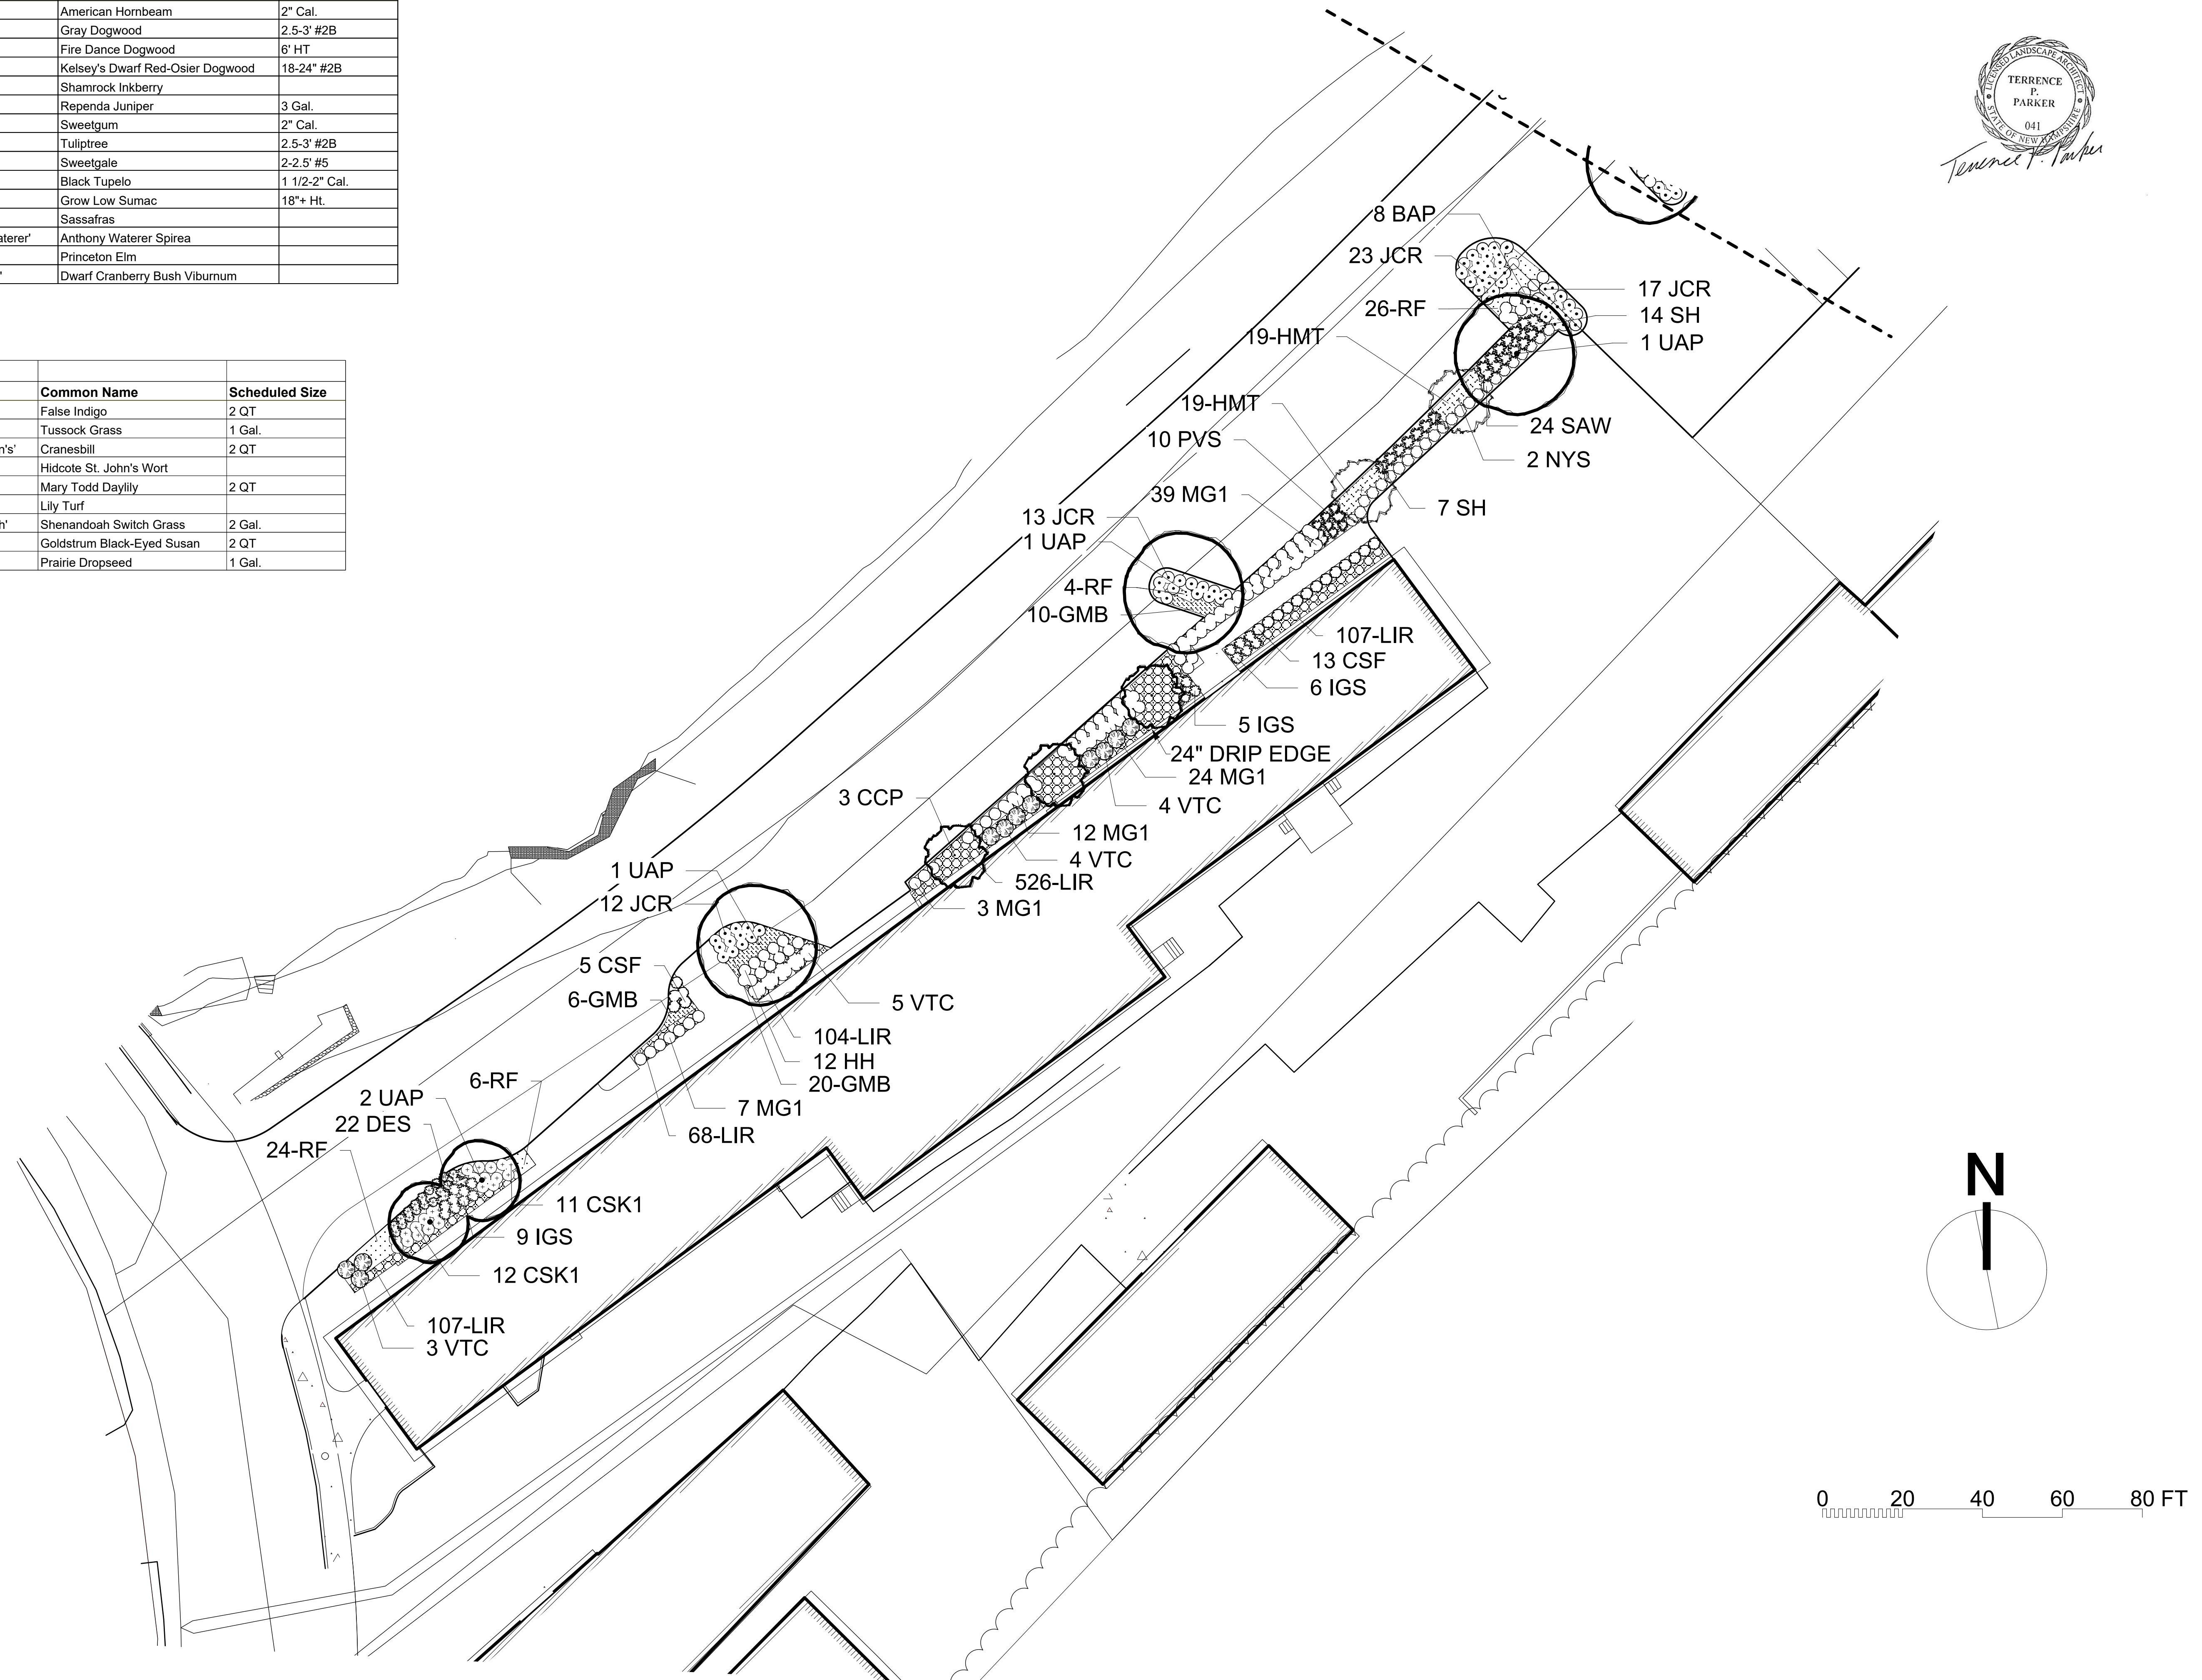 American Hornbeam 2" Cal.
Gray Dogwood 2.5-3' #2B
Fire Dance Dogwood 6' HT
Kelsey's Dwarf Red-Osier Dogwood 18-24" #2B
Shamrock Inkberry
Rependa Juniper 3 Gal.
Sweetgum 2" Cal.
Tuliptree 2.5-3' #2B
Sweetgale 2-2.5' #5
Black Tupelo 1 1/2-2" Cal.
Grow Low Sumac 18"+ Ht.
Sassafras
aterer' Anthony Waterer Spirea
Princeton Elm
' Dwarf Cranberry Bush Viburnum
Common Name Scheduled Size
False Indigo 2 QT
Tussock Grass 1 Gal.
n's' Cranesbill 2 QT
Hidcote St. John's Wort
Mary Todd Daylily 2 QT
Lily Turf
h' Shenandoah Switch Grass 2 Gal.
Goldstrum Black-Eyed Susan 2 QT
Prairie Dropseed 1 Gal.
LICENSED LANDSCAPE ARCHITECT
TERRENCE
P.
PARKER
041
STATE OF NEW HAMPSHIRE
Terrence P. Parker
8 BAP
23 JCR
26-RF
19-HMT
19-HMT
10 PVS
39 MG1
13 JCR
1 UAP
4-RF
10-GMB
17 JCR
14 SH
1 UAP
24 SAW
2 NYS
7 SH
107-LIR
13 CSF
6 IGS
5 IGS
24" DRIP EDGE
24 MG1
4 VTC
3 CCP
12 MG1
4 VTC
526-LIR
3 MG1
1 UAP
12 JCR
5 CSF
6-GMB
5 VTC
104-LIR
12 HH
20-GMB
7 MG1
68-LIR
6-RF
2 UAP
22 DES
24-RF
11 CSK1
9 IGS
12 CSK1
107-LIR
3 VTC
N
0 20 40 60 80 FT